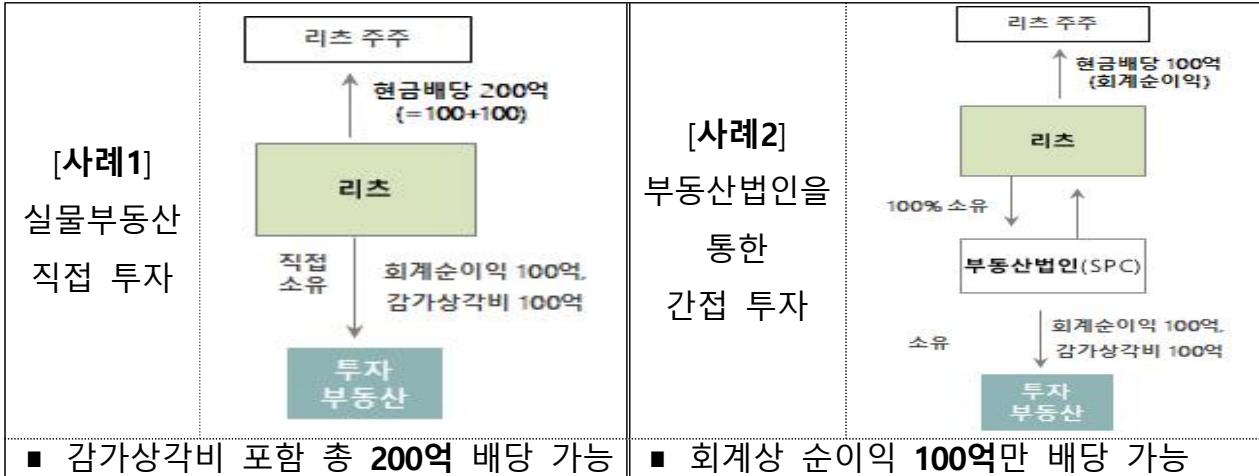 [사례1]
실물부동산
직접 투자
리츠 주주
현금배당 200억
(=100+100)
리츠
직접
소유
회계순이익 100억,
감가상각비 100억
투자
부동산
■ 감가상각비 포함 총 200억 배당 가능
[사례2]
부동산법인을
통한
간접 투자
리츠 주주
현금배당 100억
(회계순이익)
리츠
100% 소유
부동산법인(SPC)
소유
회계순이익 100억,
감가상각비 100억
투자
부동산
■ 회계상 순이익 100억만 배당 가능